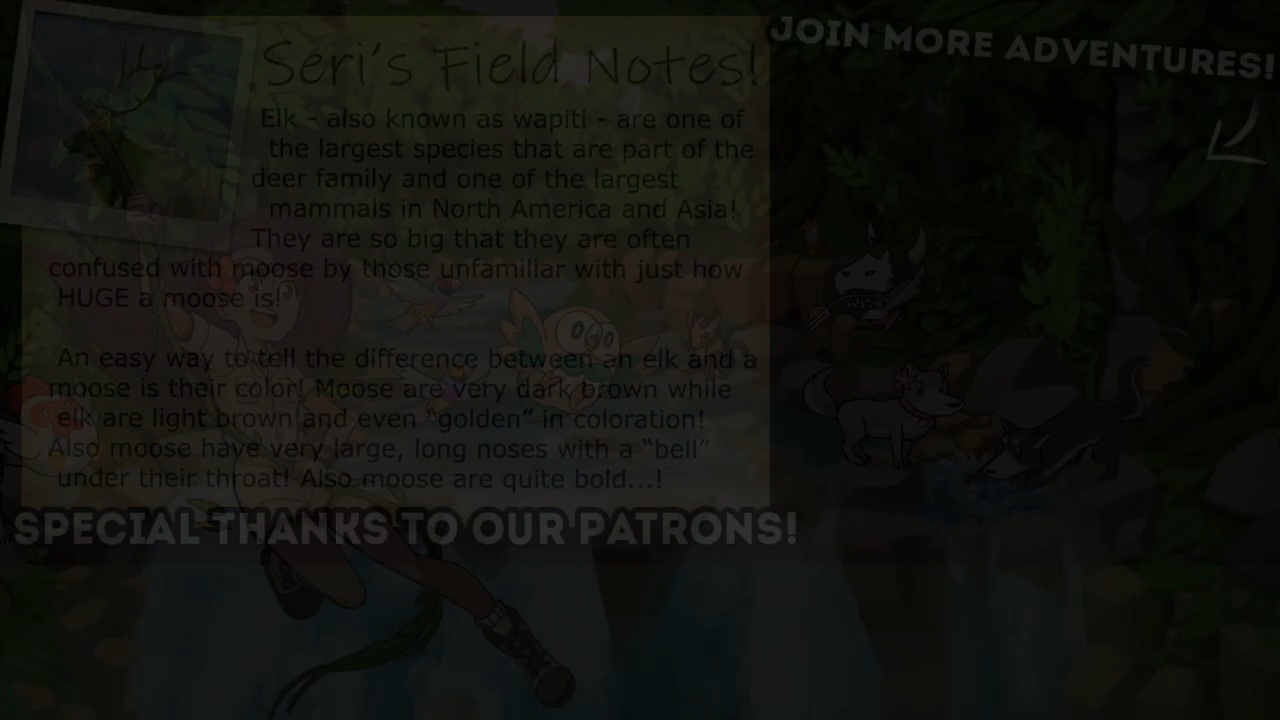 Seri's Field Notes!
Elk - also known as wapiti - are one of
the largest species that are part of the
deer family and one of the largest
mammals in North America and Asia!
They are so big that they are often
confused with moose by those unfamiliar with just how
HUGE a moose is!
An easy way to tell the difference between an elk and a
moose is their color! Moose are very dark brown while
elk are light brown and even "golden" in coloration!
Also moose have very large, long noses with a "bell"
under their throat! Also moose are quite bold...!
JOIN MORE ADVENTURES!
SPECIAL THANKS TO OUR PATRONS!